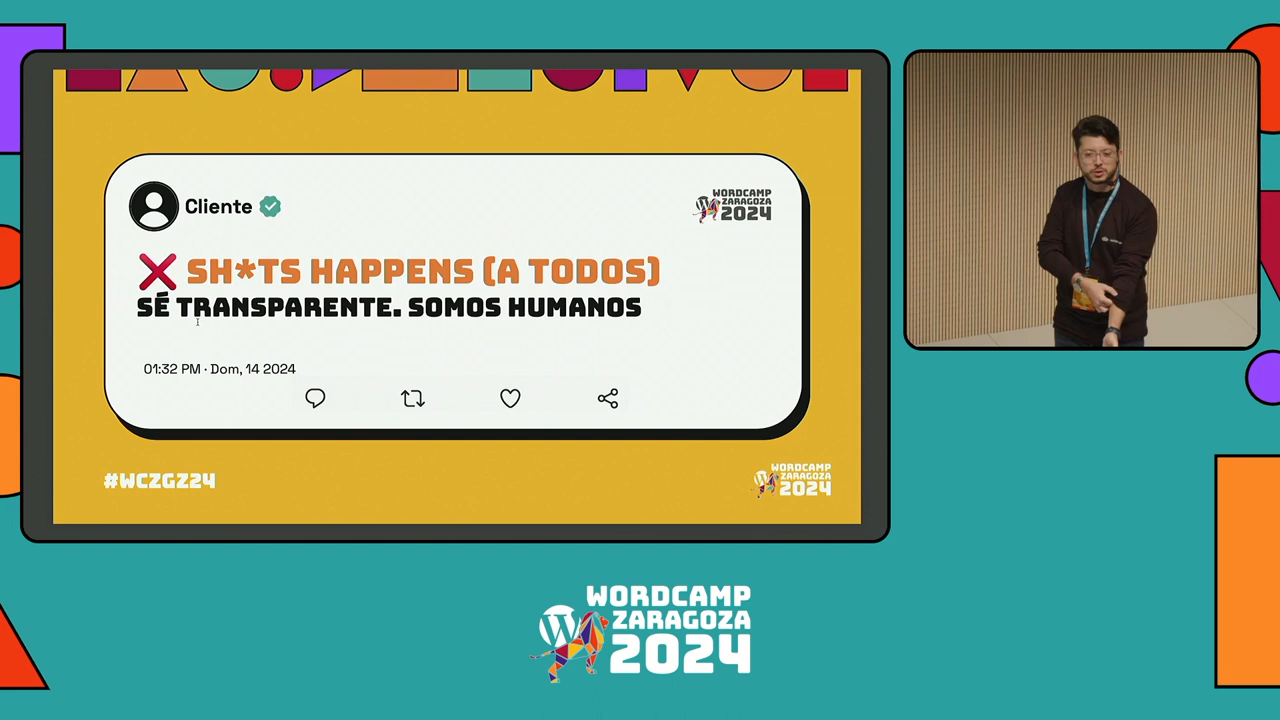 Cliente
WORDCAMP
ZARAGOZA
2024
❌ SH*TS HAPPENS (A TODOS)
SÉ TRANSPARENTE. SOMOS HUMANOS
01:32 PM · Dom, 14 2024
#WCZGZ24
WORDCAMP
ZARAGOZA
2024
WORDCAMP
ZARAGOZA
2024